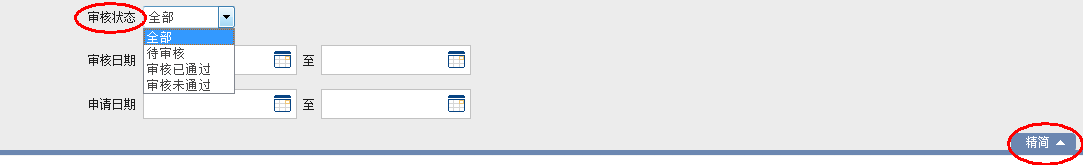 审核状态 全部
全部
审核日期 至
待审核
审核已通过
审核未通过
申请日期 至
精简